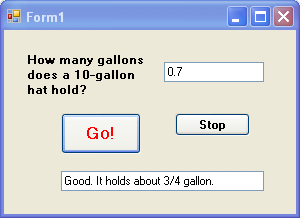 Form1
How many gallons
does a 10-gallon
hat hold?
0.7
Go!
Stop
Good. It holds about 3/4 gallon.